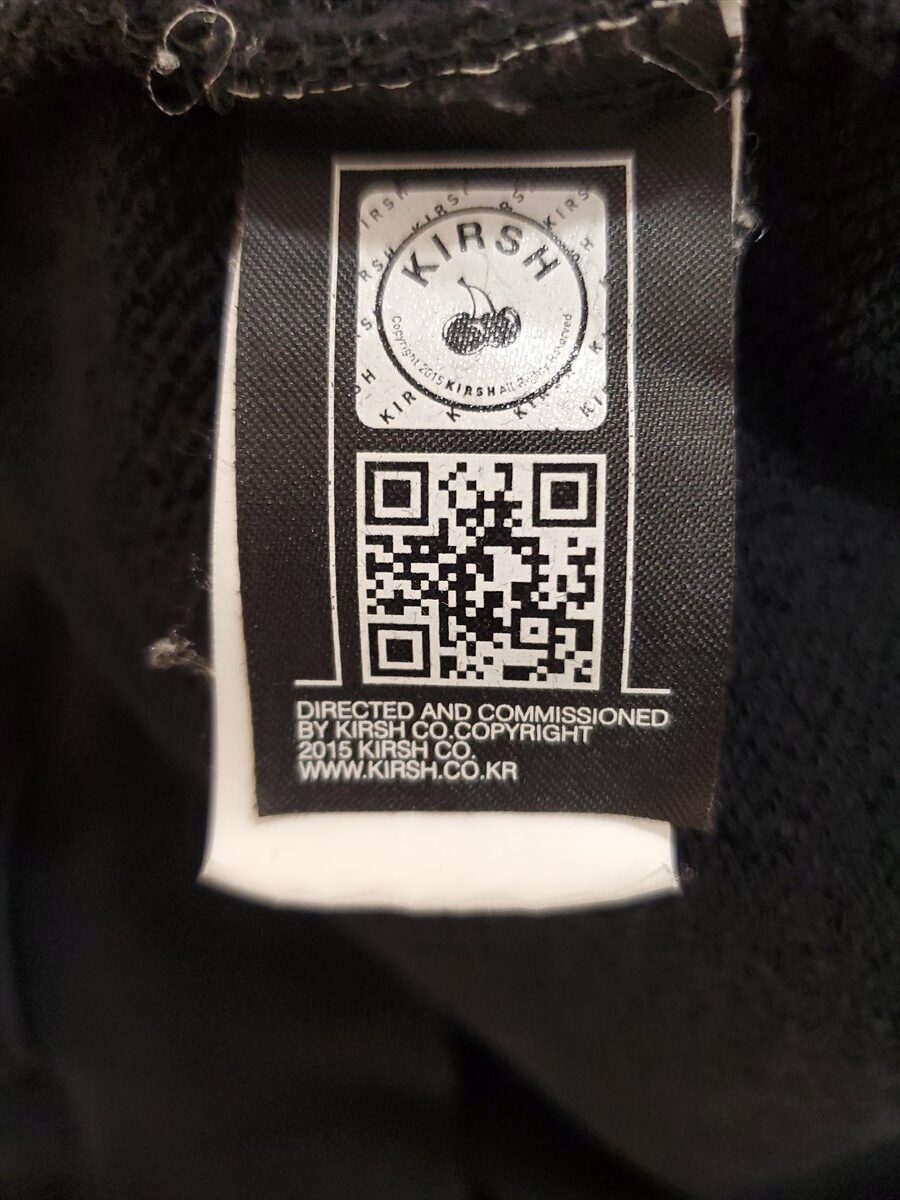 KIRSH
Copyright 2015 KIRSH All Rights Reserved
DIRECTED AND COMMISSIONED
BY KIRSH CO.COPYRIGHT
2015 KIRSH CO.
WWW.KIRSH.CO.KR